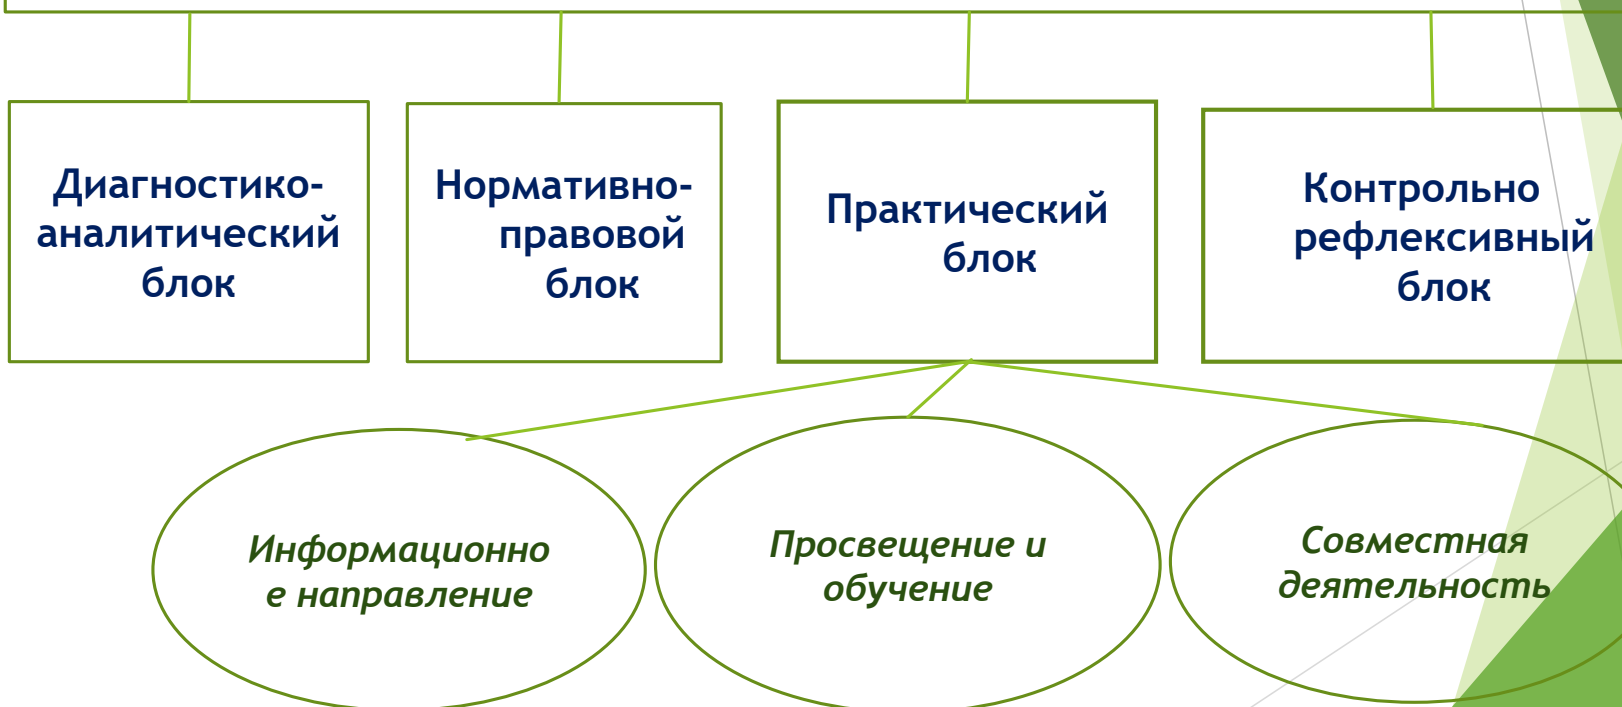 Диагностико-
аналитический
блок
Нормативно-
правовой
блок
Практический
блок
Контрольно
рефлексивный
блок
Информационно
е направление
Просвещение и
обучение
Совместная
деятельность